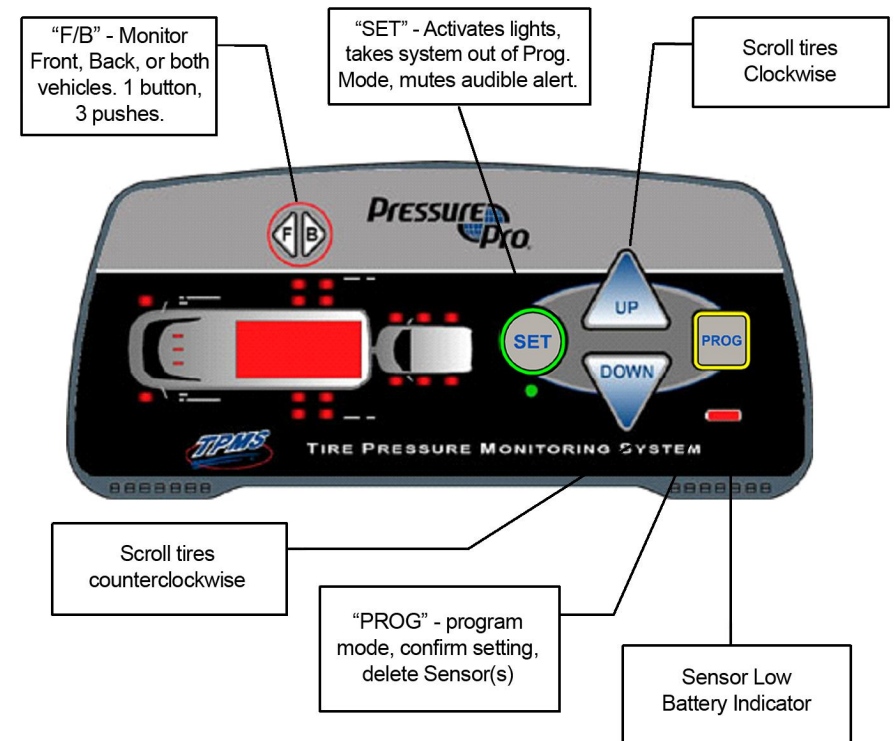 “F/B” - Monitor
Front, Back, or both
vehicles. 1 button,
3 pushes.
“SET” - Activates lights,
takes system out of Prog.
Mode, mutes audible alert.
Scroll tires
Clockwise
F B
Pressure
Pro
UP
SET
PROG
DOWN
TPMS
TIRE PRESSURE MONITORING SYSTEM
Scroll tires
counterclockwise
“PROG” - program
mode, confirm setting,
delete Sensor(s)
Sensor Low
Battery Indicator